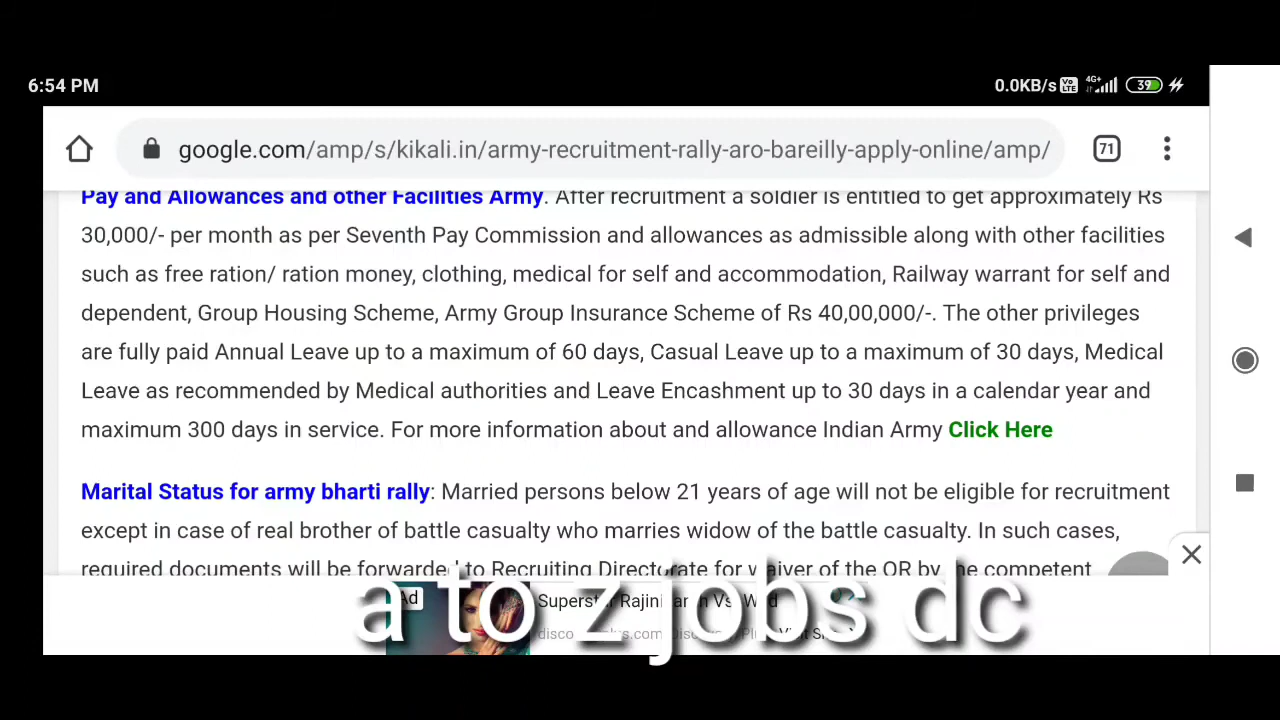 6:54 PM
0.0KB/s Vo LTE 4G+ 39
google.com/amp/s/kikali.in/army-recruitment-rally-aro-bareilly-apply-online/amp/
71
Pay and Allowances and other Facilities Army. After recruitment a soldier is entitled to get approximately Rs
30,000/- per month as per Seventh Pay Commission and allowances as admissible along with other facilities
such as free ration/ ration money, clothing, medical for self and accommodation, Railway warrant for self and
dependent, Group Housing Scheme, Army Group Insurance Scheme of Rs 40,00,000/-. The other privileges
are fully paid Annual Leave up to a maximum of 60 days, Casual Leave up to a maximum of 30 days, Medical
Leave as recommended by Medical authorities and Leave Encashment up to 30 days in a calendar year and
maximum 300 days in service. For more information about and allowance Indian Army Click Here
Marital Status for army bharti rally: Married persons below 21 years of age will not be eligible for recruitment
except in case of real brother of battle casualty who marries widow of the battle casualty. In such cases,
required documents will be forwarded to Recruiting Directorate for waiver of the OR by the competent
Ad
Superstar
a to z jobs dc